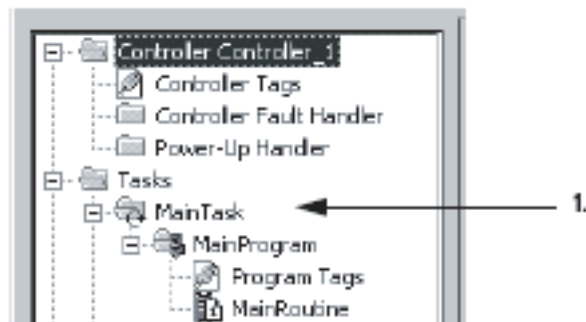 Controller Controller_1
Controller Tags
Controller Fault Handler
Power-Up Handler
Tasks
MainTask
1.
MainProgram
Program Tags
MainRoutine